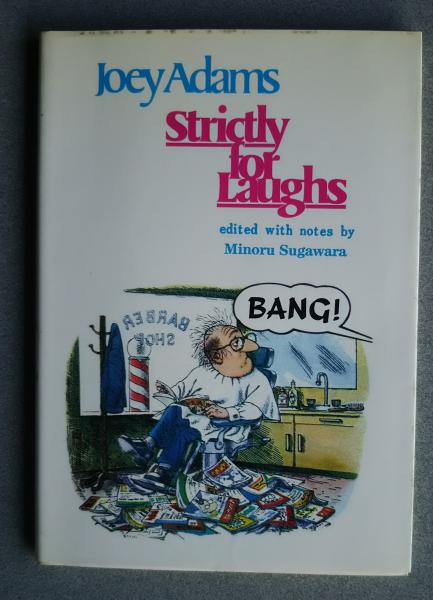 Joey Adams
Strictly
for
Laughs
edited with notes by
Minoru Sugawara
BANG!
BARBER
SHOP